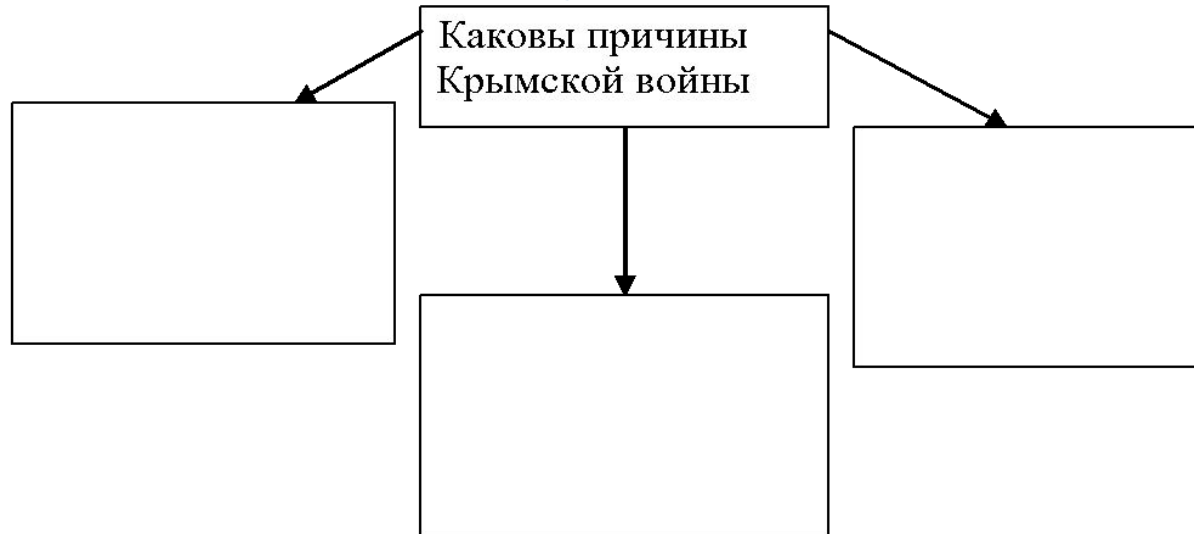 Каковы причины
Крымской войны